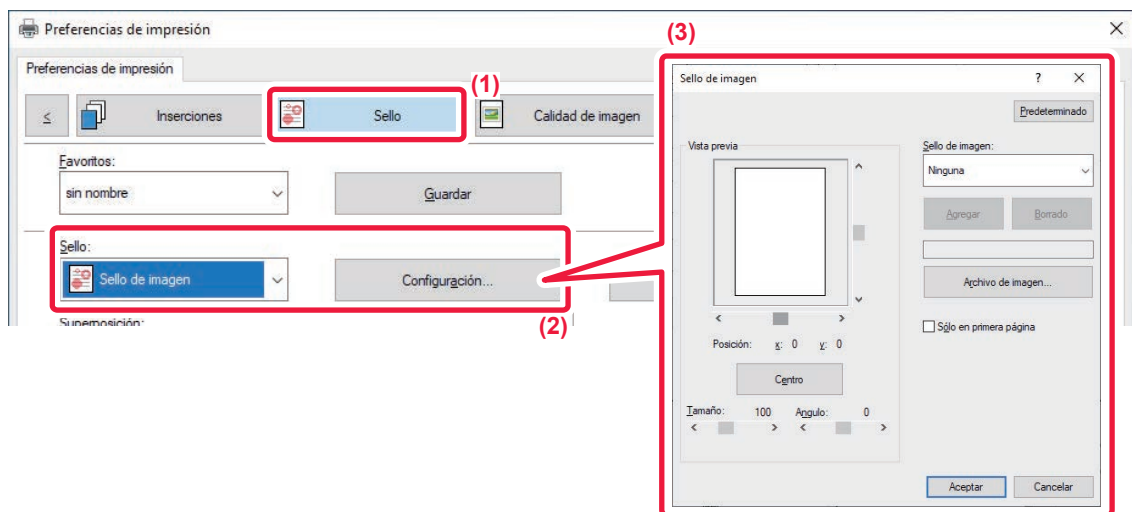 Preferencias de impresión
Preferencias de impresión
(1)
(3)
< Inserciones Sello Calidad de imagen
Favoritos:
sin nombre Guardar
Sello:
Sello de imagen Configuración...
(2)
Superposición:
Sello de imagen ? X
Predeterminado
Vista previa
Sello de imagen:
Ninguna
Agregar Borrado
Archivo de imagen...
Sólo en primera página
Posición: x: 0 y: 0
Centro
Tamaño: 100 Angulo: 0
Aceptar Cancelar